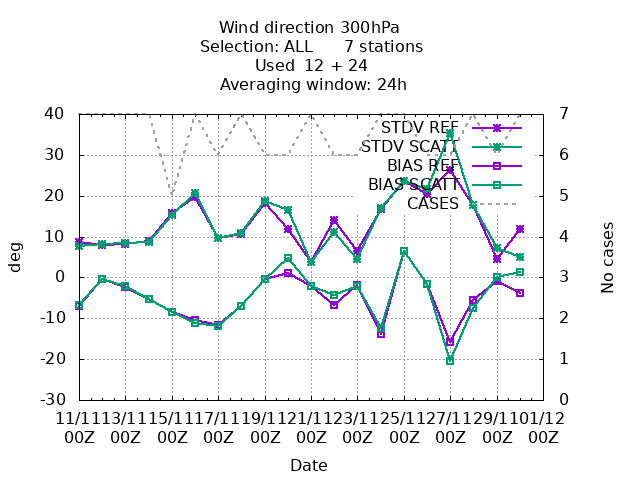 Wind direction 300hPa
Selection: ALL      7 stations
Used  12 + 24
Averaging window: 24h
40
30
20
10
0
-10
-20
-30
deg
7
6
5
4
3
2
1
0
No cases
STDV REF
STDV SCATT
BIAS REF
BIAS SCATT
CASES
11/11 13/11 15/11 17/11 19/11 21/11 23/11 25/11 27/11 29/11 01/12
00Z 00Z 00Z 00Z 00Z 00Z 00Z 00Z 00Z 00Z 00Z
Date